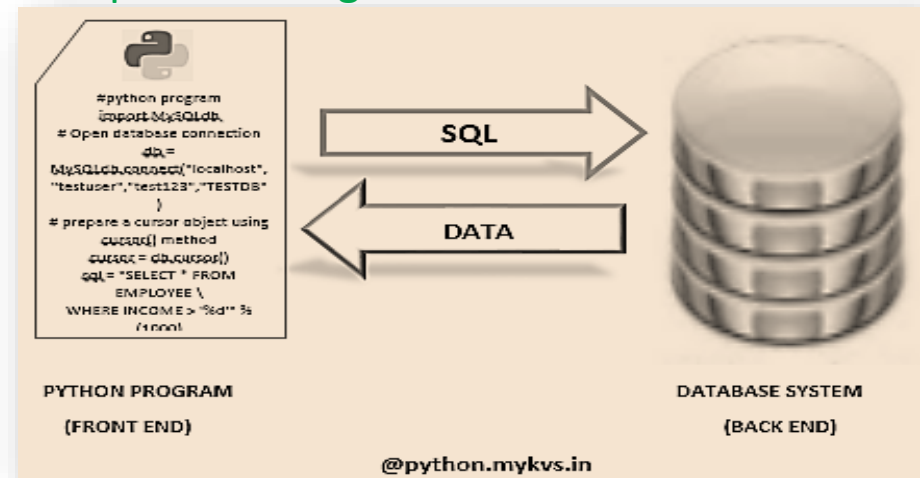 #python program
import MySQLdb
# Open database connection
db =
MySQLdb.connect("localhost",
"testuser","test123","TESTDB"
)
# prepare a cursor object using
cursor() method
cursor = db.cursor()
sql = "SELECT * FROM
EMPLOYEE \
WHERE INCOME > '%d'" %
(1000)
SQL
DATA
PYTHON PROGRAM
(FRONT END)
DATABASE SYSTEM
(BACK END)
@python.mykvs.in